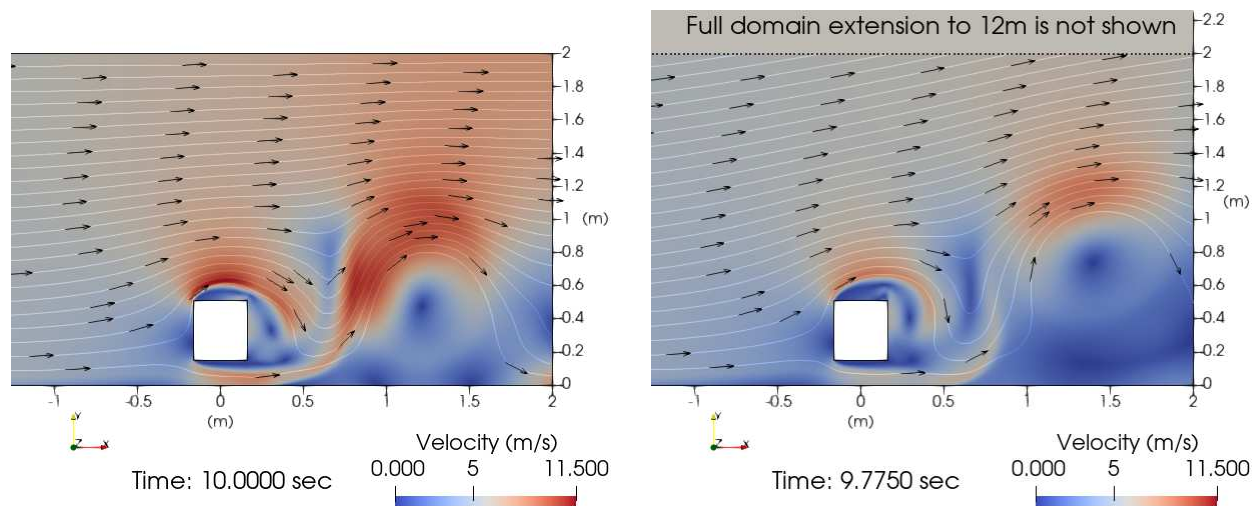 Full domain extension to 12m is not shown
2
1.8
1.6
1.4
1.2
1
(m)
0.8
0.6
0.4
0.2
0
-1
-0.5
0
0.5
1
1.5
2
(m)
Y
Z
X
Velocity (m/s)
0.000
5
11.500
Time: 10.0000 sec
2.2
2
1.8
1.6
1.4
1.2
(m)
1
0.8
0.6
0.4
0.2
0
-1
-0.5
0
0.5
1
1.5
2
(m)
Y
Z
X
Velocity (m/s)
0.000
5
11.500
Time: 9.7750 sec